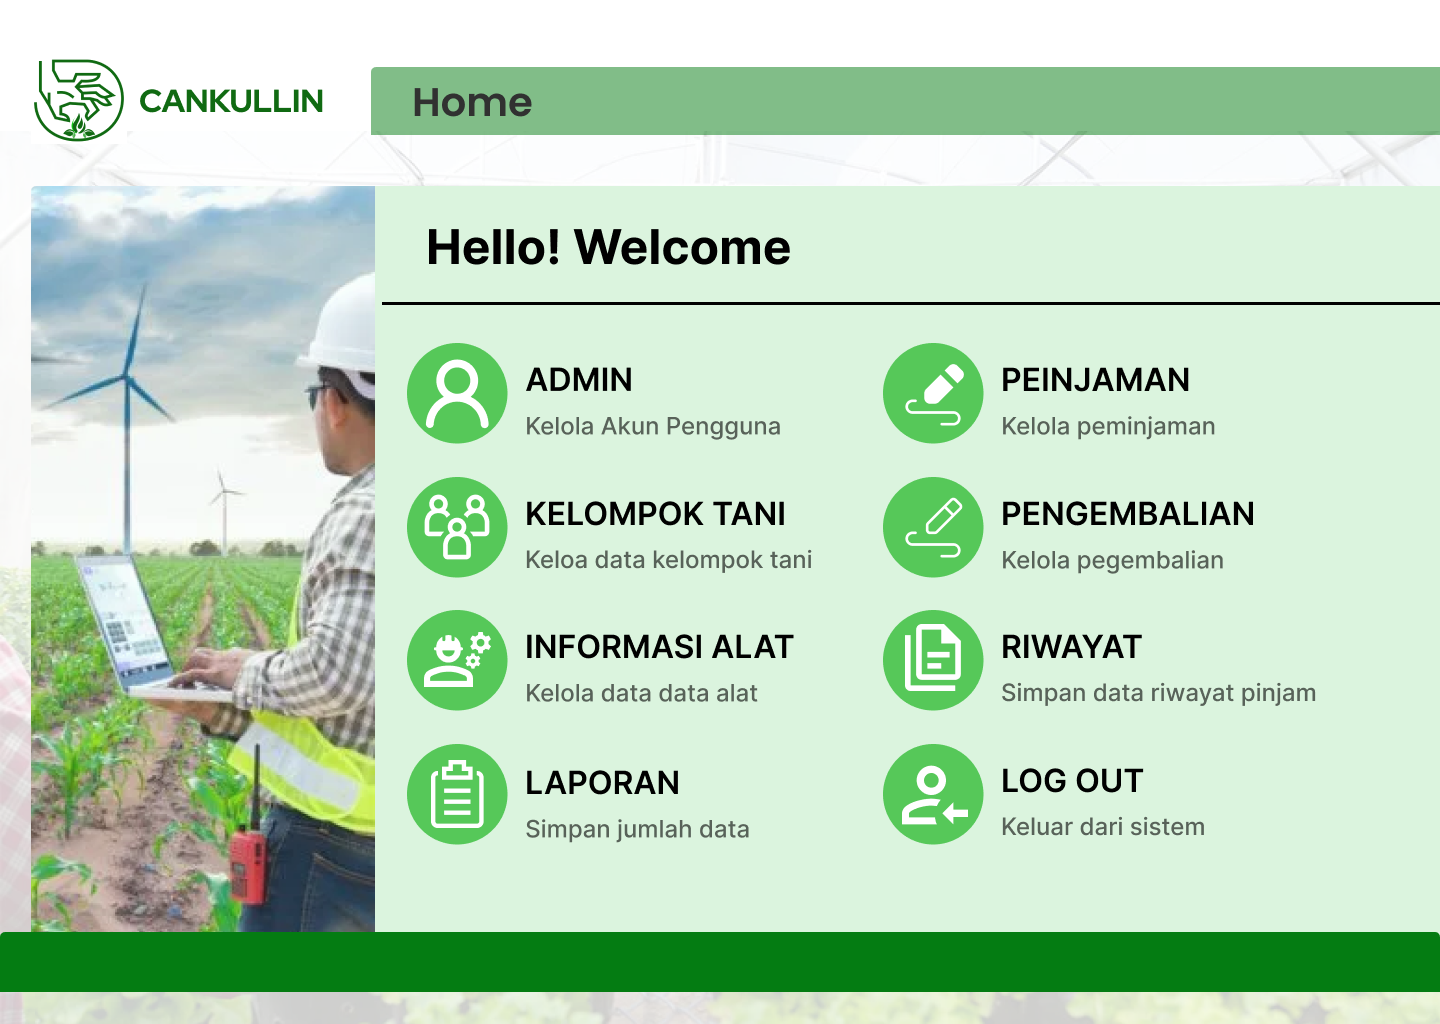 CANKULLIN
Home
Hello! Welcome
ADMIN
Kelola Akun Pengguna
PEINJAMAN
Kelola peminjaman
KELOMPOK TANI
Keloa data kelompok tani
PENGEMBALIAN
Kelola pegembalian
INFORMASI ALAT
Kelola data data alat
RIWAYAT
Simpan data riwayat pinjam
LAPORAN
Simpan jumlah data
LOG OUT
Keluar dari sistem